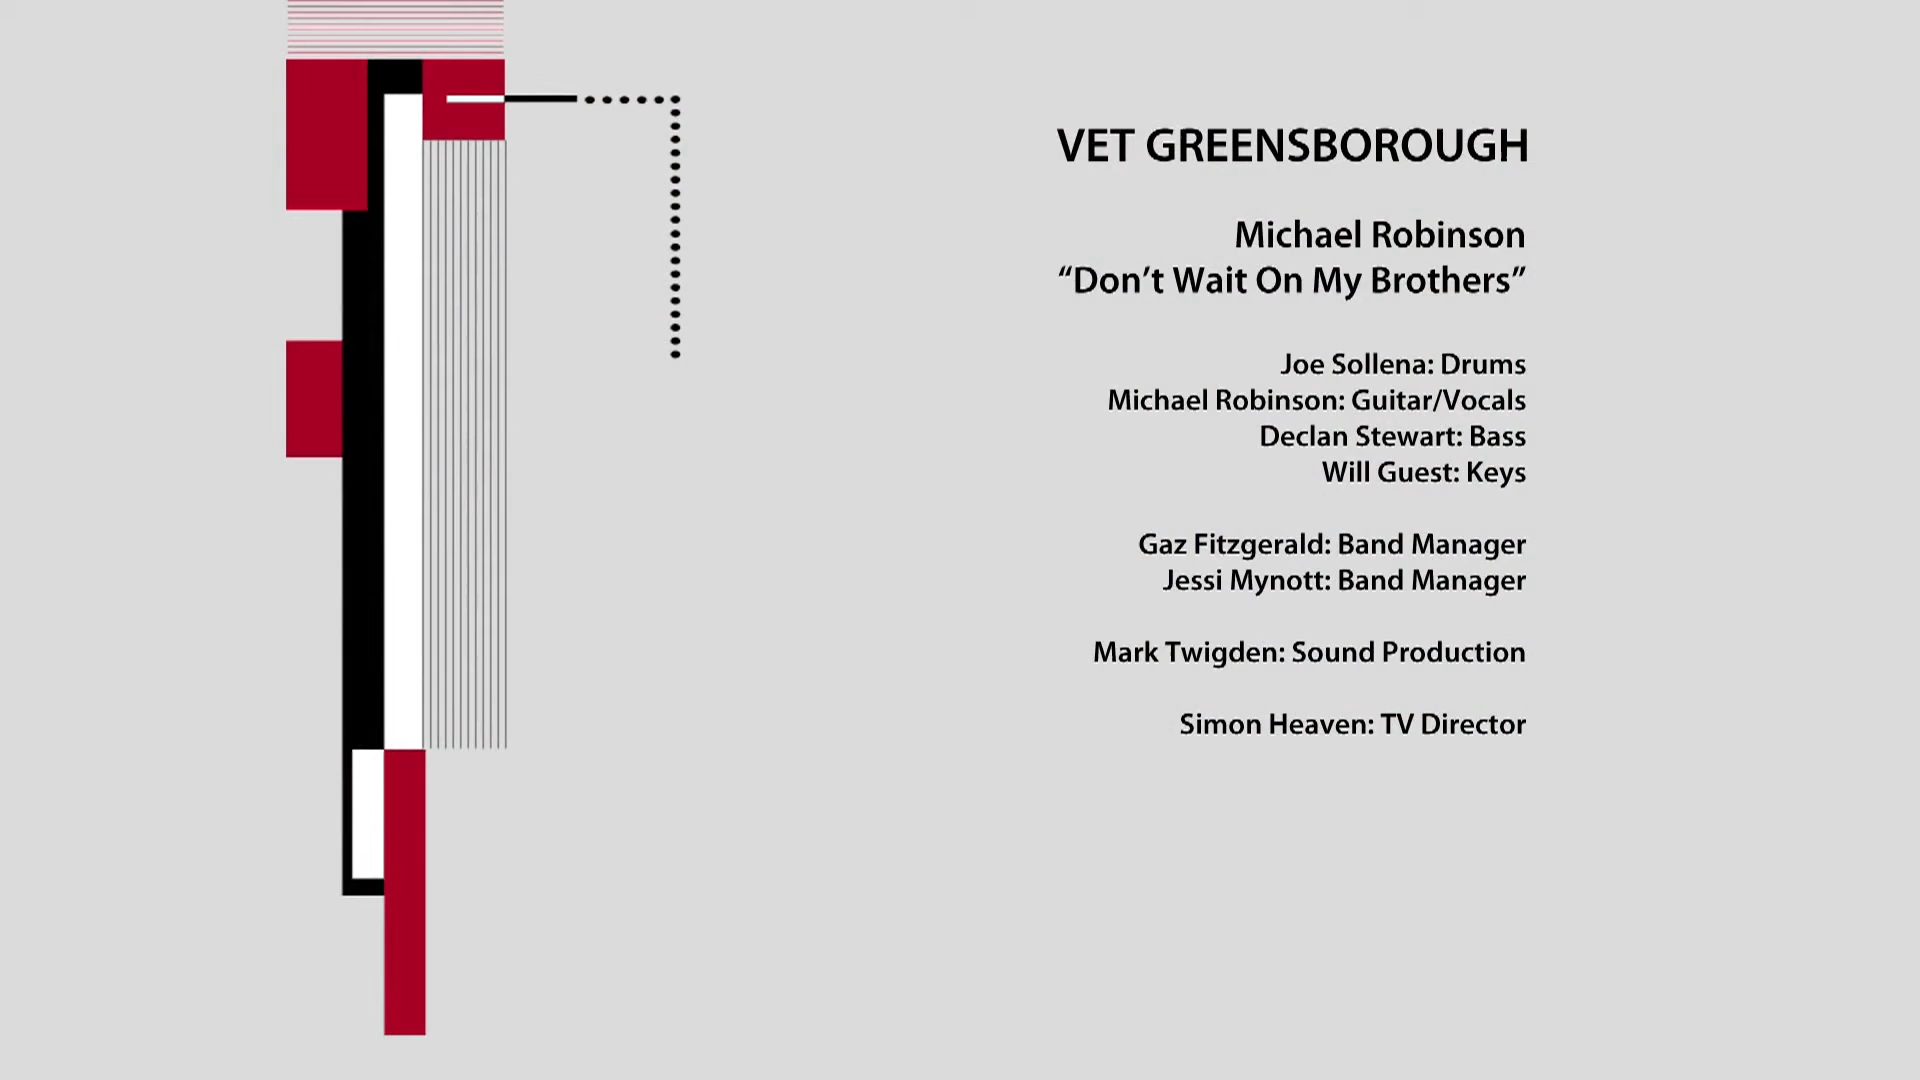 VET GREENSBOROUGH
Michael Robinson
“Don’t Wait On My Brothers”
Joe Sollena: Drums
Michael Robinson: Guitar/Vocals
Declan Stewart: Bass
Will Guest: Keys
Gaz Fitzgerald: Band Manager
Jessi Mynott: Band Manager
Mark Twigden: Sound Production
Simon Heaven: TV Director